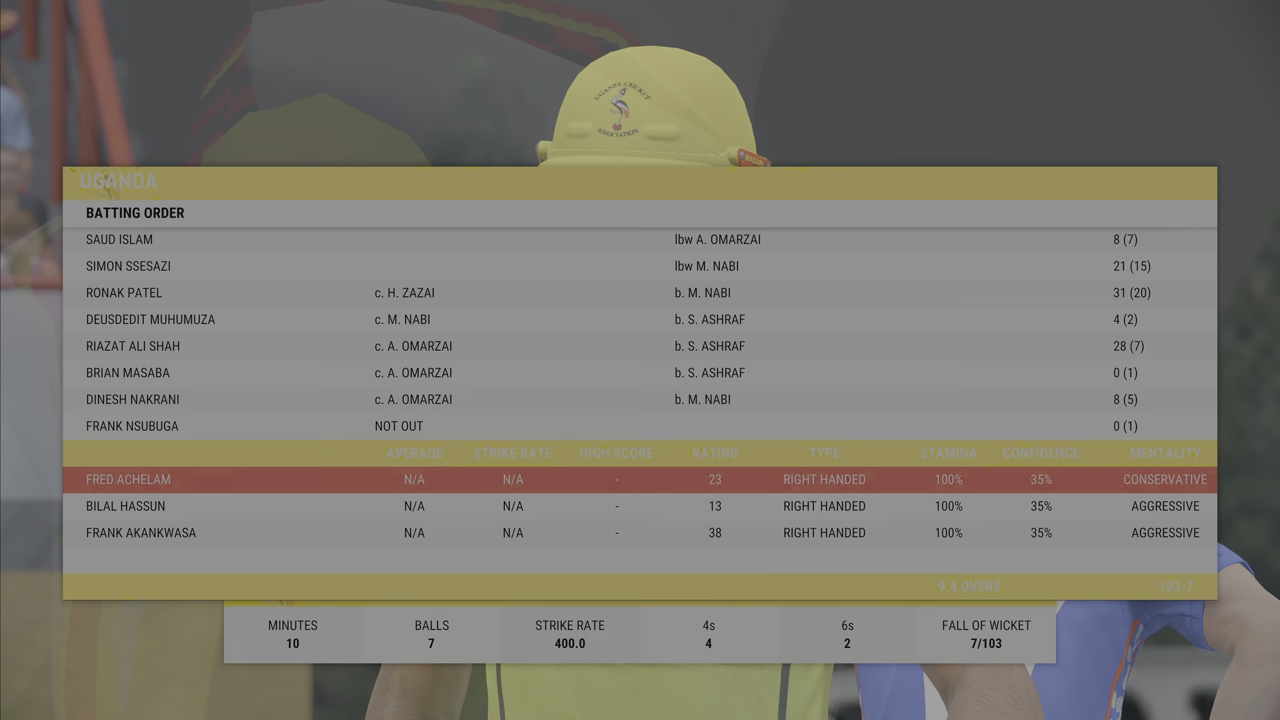 UGANDA CRICKET
ASSOCIATION
UGANDA
BATTING ORDER
SAUD ISLAM lbw A. OMARZAI 8 (7)
SIMON SSESAZI lbw M. NABI 21 (15)
RONAK PATEL c. H. ZAZAI b. M. NABI 31 (20)
DEUSDEDIT MUHUMUZA c. M. NABI b. S. ASHRAF 4 (2)
RIAZAT ALI SHAH c. A. OMARZAI b. S. ASHRAF 28 (7)
BRIAN MASABA c. A. OMARZAI b. S. ASHRAF 0 (1)
DINESH NAKRANI c. A. OMARZAI b. M. NABI 8 (5)
FRANK NSUBUGA NOT OUT 0 (1)
AVERAGE STRIKE RATE HIGH SCORE RATING TYPE STAMINA CONFIDENCE MENTALITY
FRED ACHELAM N/A N/A - 23 RIGHT HANDED 100% 35% CONSERVATIVE
BILAL HASSUN N/A N/A - 13 RIGHT HANDED 100% 35% AGGRESSIVE
FRANK AKANKWASA N/A N/A - 38 RIGHT HANDED 100% 35% AGGRESSIVE
9.4 OVERS 103-7
MINUTES BALLS STRIKE RATE 4s 6s FALL OF WICKET
10 7 400.0 4 2 7/103